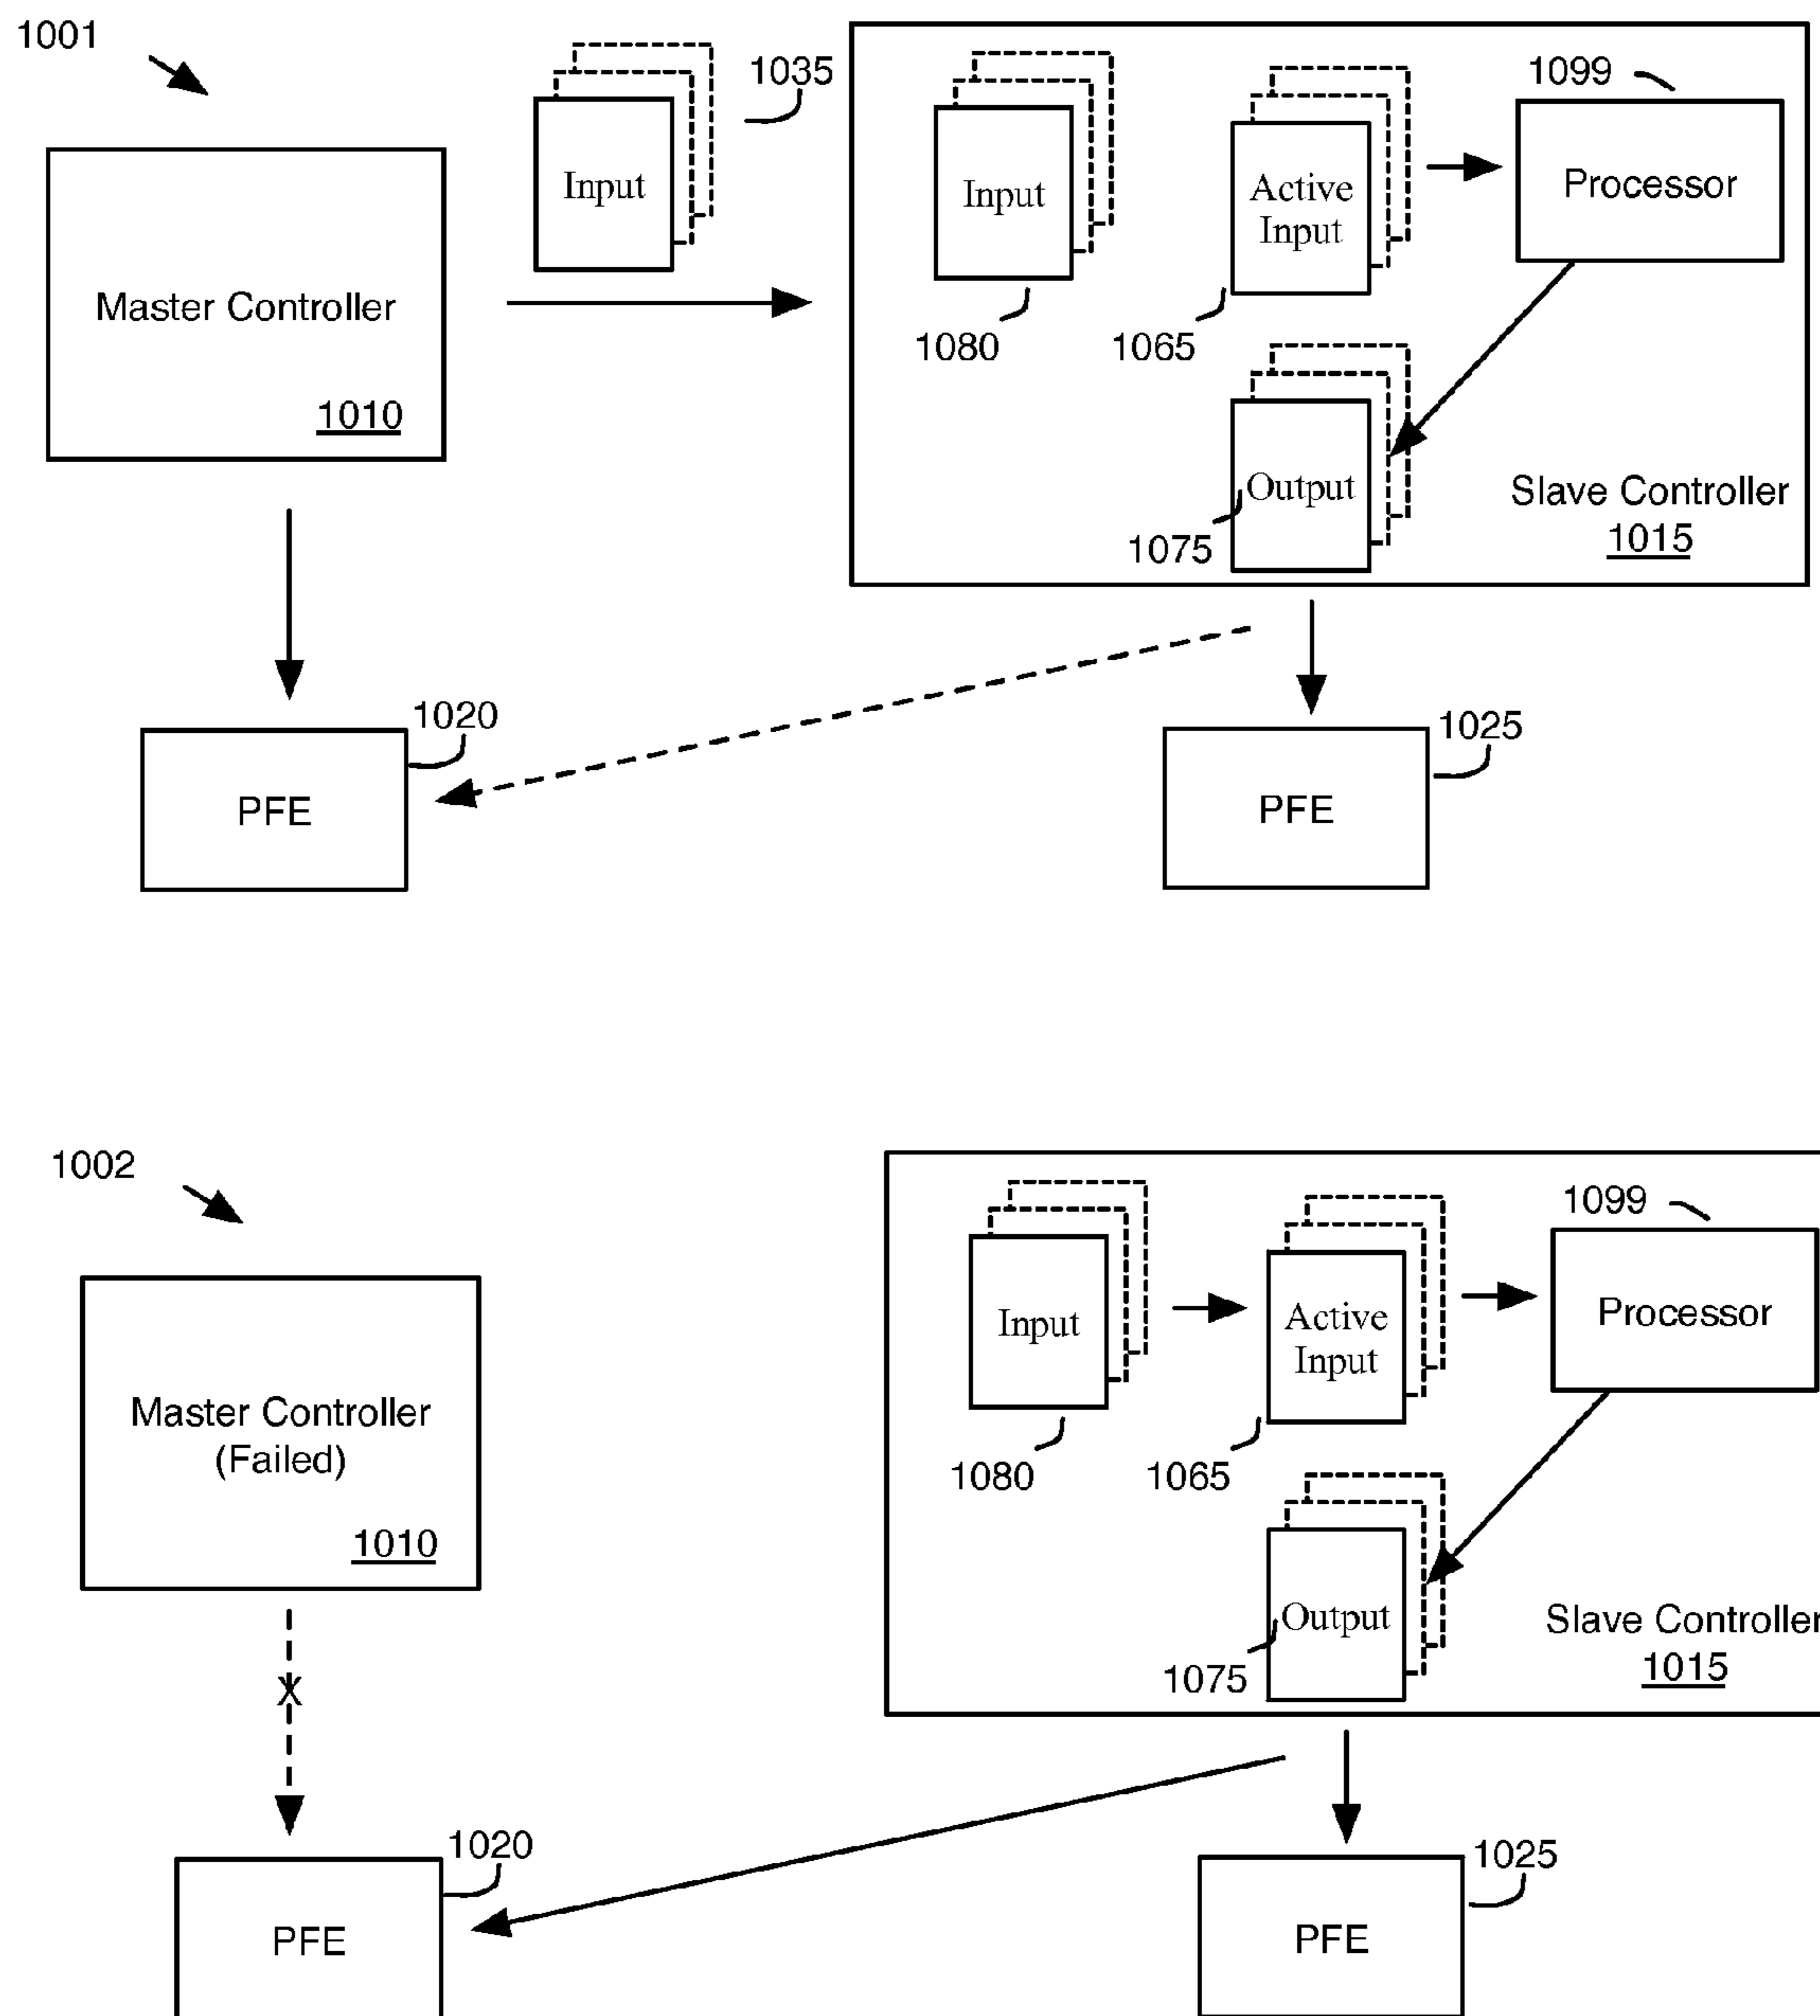 1001
1035
1099
Input
Input
Active
Input
Processor
Master Controller
1010
1080
1065
Output
1075
Slave Controller
1015
1020
PFE
1025
PFE
1002
1099
Input
Active
Input
Processor
Master Controller
(Failed)
1010
1080
1065
Output
1075
Slave Controller
1015
X
1020
PFE
1025
PFE